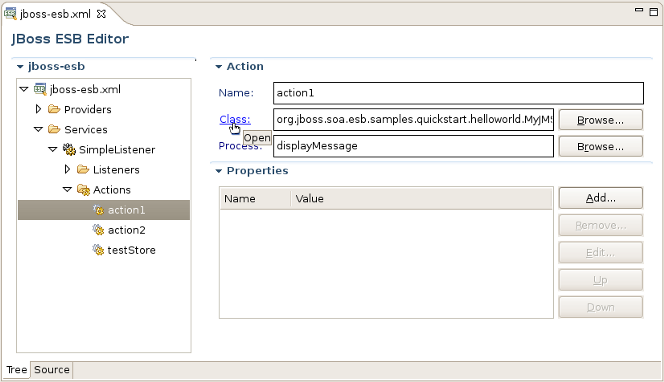 jboss-esb.xml
JBoss ESB Editor
jboss-esb
jboss-esb.xml
Providers
Services
SimpleListener
Listeners
Actions
action1
action2
testStore
Action
Name: action1
Class: org.jboss.soa.esb.samples.quickstart.helloworld.MyJMS Browse...
Open
Process: displayMessage Browse...
Properties
Name Value
Add...
Remove...
Edit...
Up
Down
Tree Source